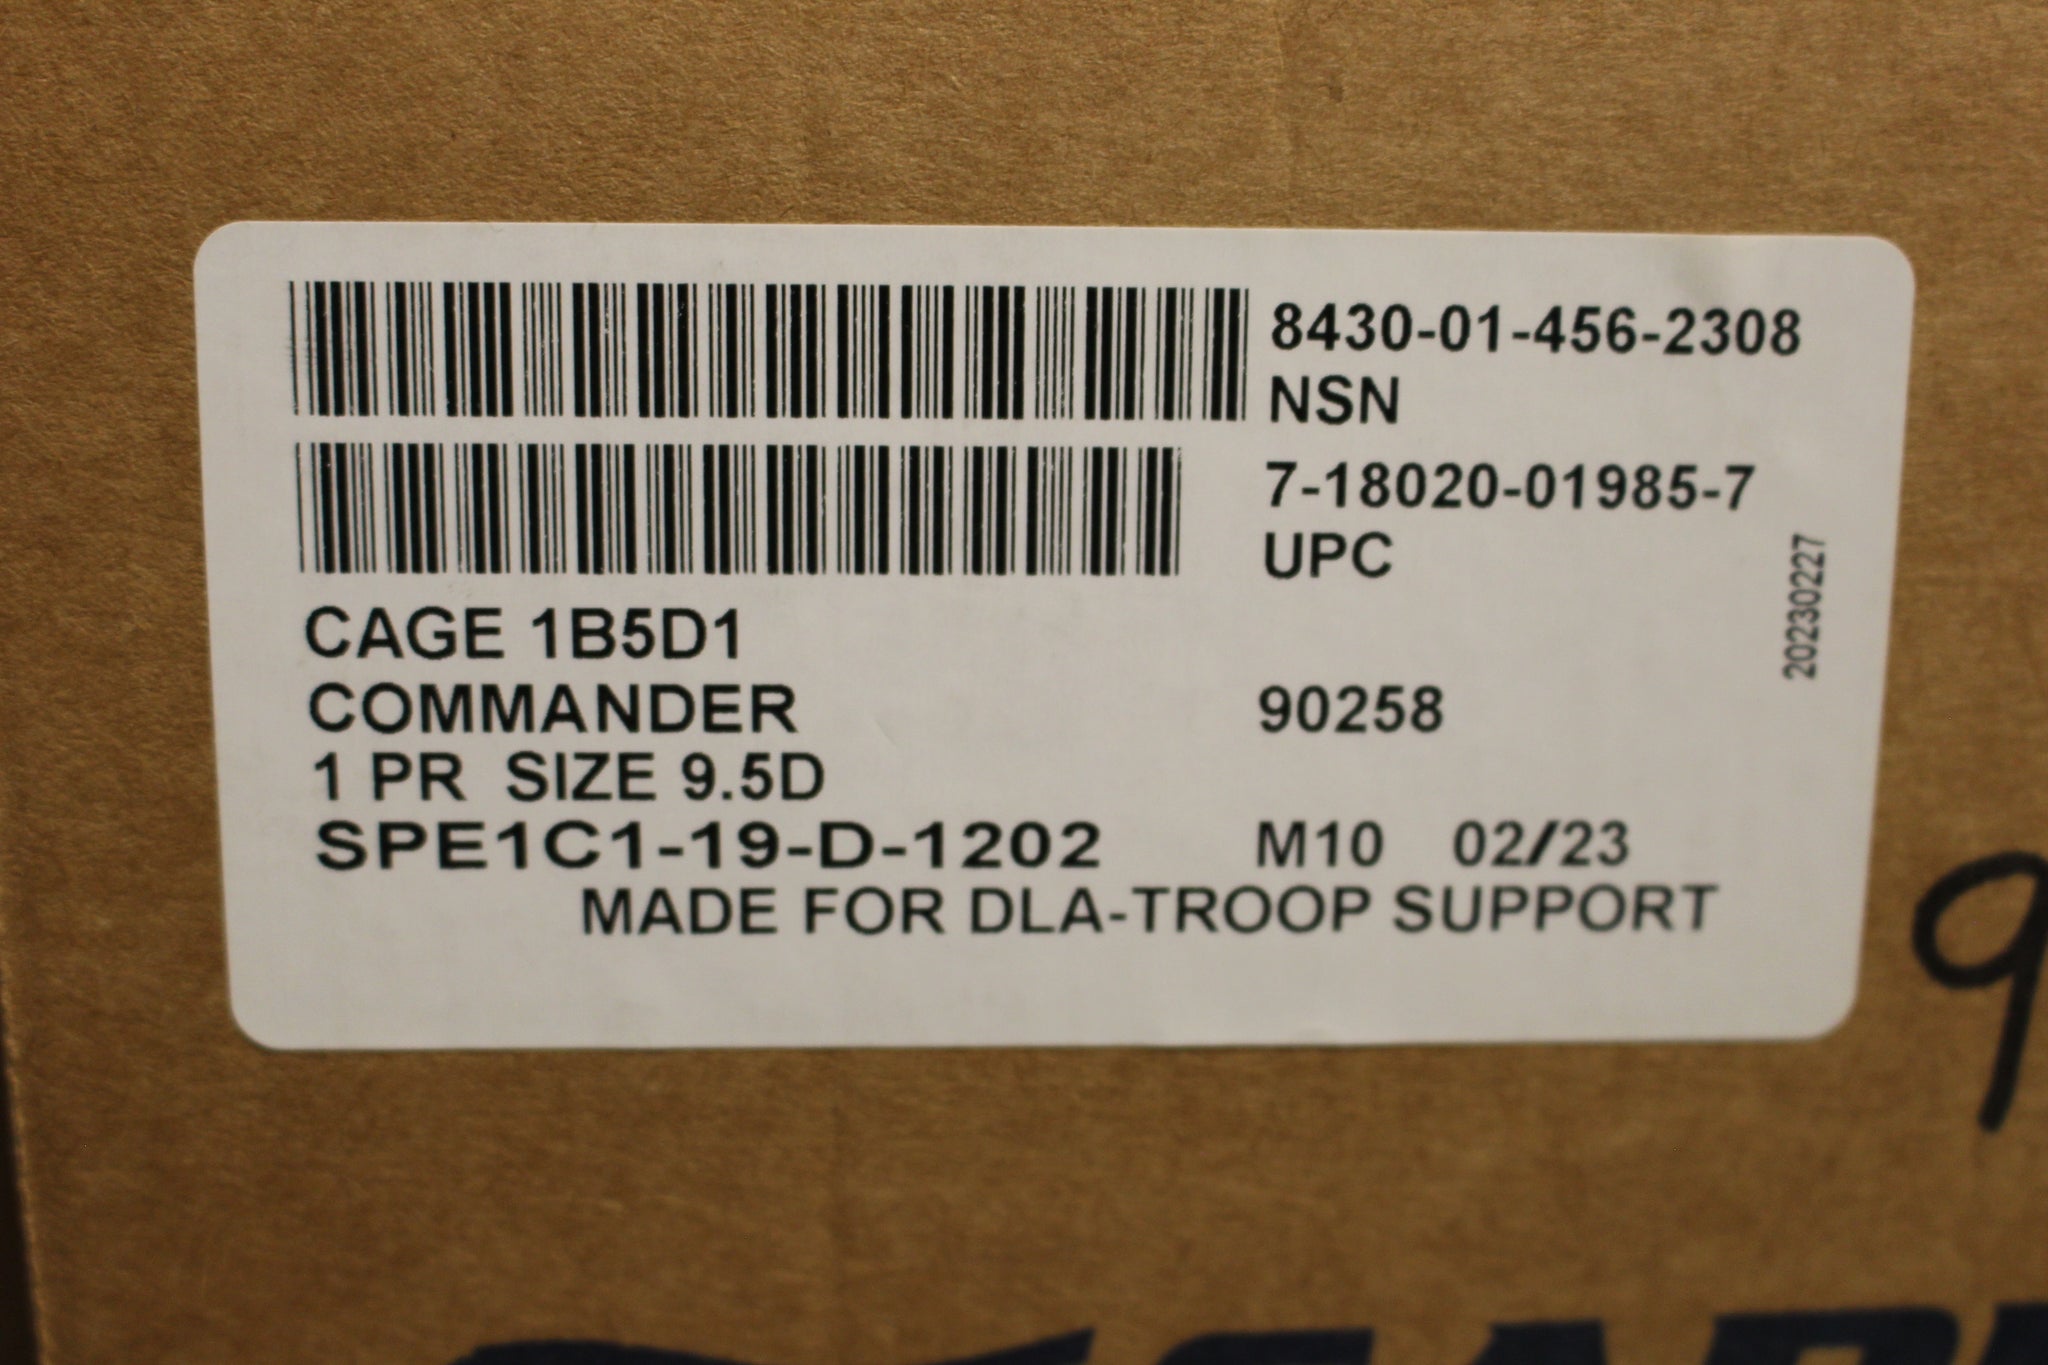 8430-01-456-2308
NSN
7-18020-01985-7
UPC
20230227
CAGE 1B5D1
COMMANDER 90258
1 PR SIZE 9.5D
SPE1C1-19-D-1202 M10 02/23
MADE FOR DLA-TROOP SUPPORT
9